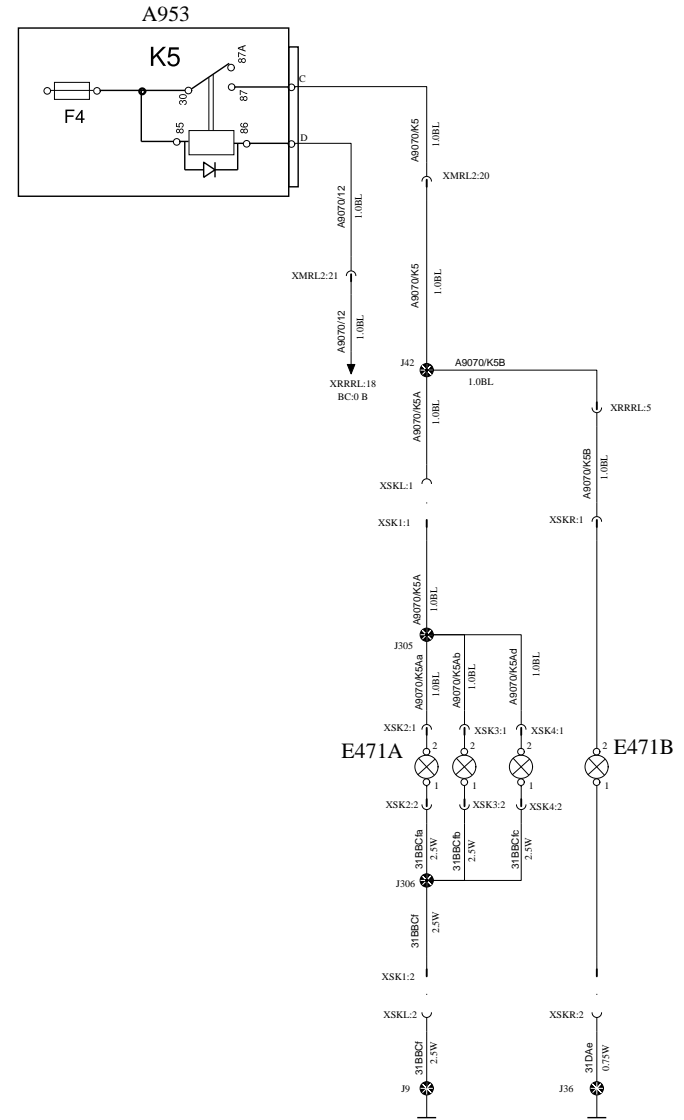 A953
K5
87A
F4
30
87
C
85
86
D
A9070/K5
1.0BL
XMRL2:20
A9070/12
1.0BL
XMRL2:21
A9070/K5
1.0BL
A9070/12
1.0BL
J42
A9070/K5B
1.0BL
XRRRL:18
BC:0 B
A9070/K5A
1.0BL
XRRRL:5
A9070/K5B
1.0BL
XSKL:1
XSK1:1
XSKR:1
A9070/K5A
1.0BL
J305
A9070/K5Aa
1.0BL
A9070/K5Ab
1.0BL
A9070/K5Ad
1.0BL
XSK2:1
XSK3:1
XSK4:1
E471A
2
2
2
2
E471B
1
1
1
1
XSK2:2
XSK3:2
XSK4:2
31BBCfa
2.5W
31BBCfb
2.5W
31BBCfc
2.5W
J306
31BBCf
2.5W
XSK1:2
XSKL:2
XSKR:2
31BBCf
2.5W
31DAe
0.75W
J9
J36